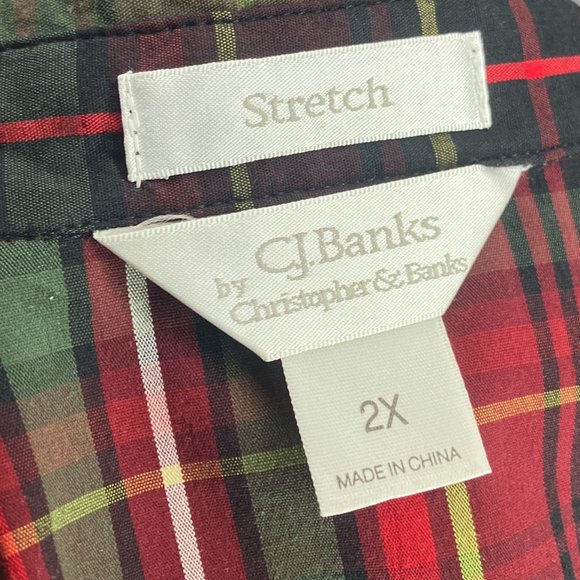 Stretch
C.J.Banks
by Christopher & Banks
2X
MADE IN CHINA